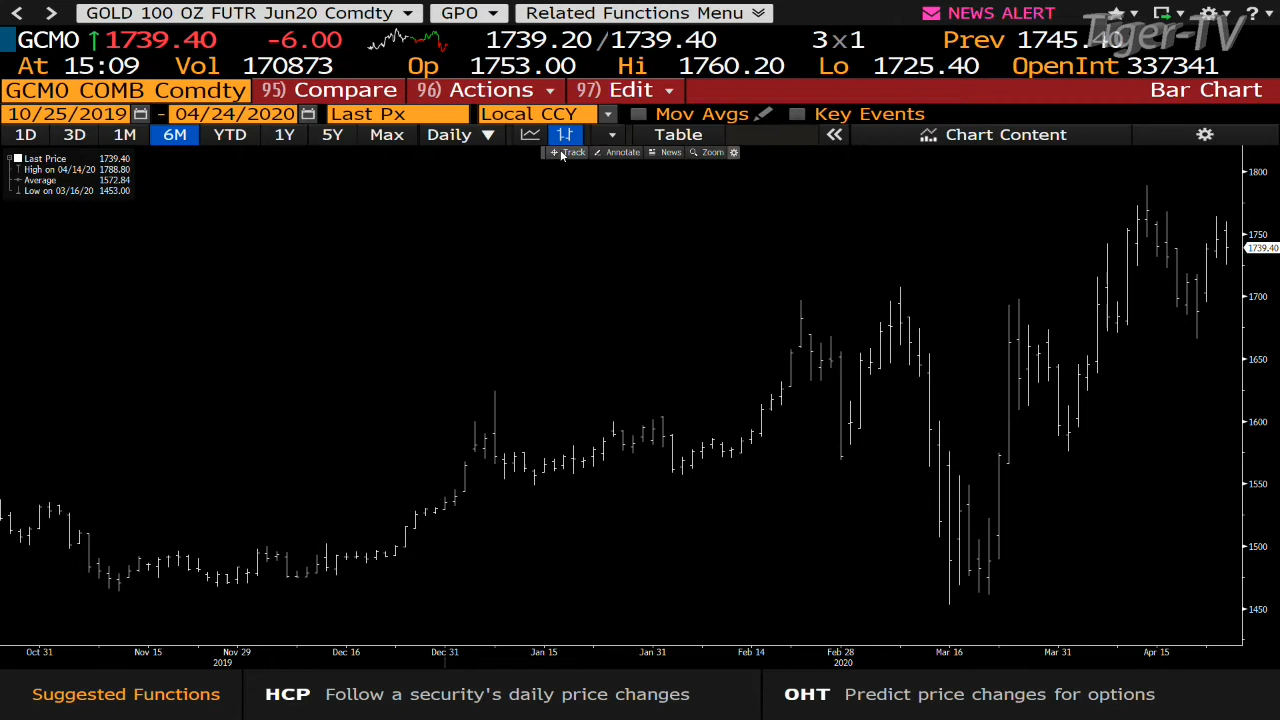 GOLD 100 OZ FUTR Jun20 Comdty GPO Related Functions Menu NEWS ALERT ?
Tiger-TV
GCM0 ↑1739.40 -6.00 1739.20/1739.40 3x1 Prev 1745.40
At 15:09 Vol 170873 Op 1753.00 Hi 1760.20 Lo 1725.40 OpenInt 337341
GCM0 COMB Comdty 95) Compare 96) Actions 97) Edit Bar Chart
10/25/2019 - 04/24/2020 Last Px Local CCY Mov Avgs Key Events
1D 3D 1M 6M YTD 1Y 5Y Max Daily ▼ Table « Chart Content
Track Annotate News Zoom
Last Price 1739.40
High on 04/14/20 1788.80
Average 1572.84
Low on 03/16/20 1453.00
1800
1750
1739.40
1700
1650
1600
1550
1500
1450
Oct 31 Nov 15 Nov 29 Dec 16 Dec 31 Jan 15 Jan 31 Feb 14 Feb 28 Mar 16 Mar 31 Apr 15
2019 2020
Suggested Functions HCP Follow a security's daily price changes OHT Predict price changes for options